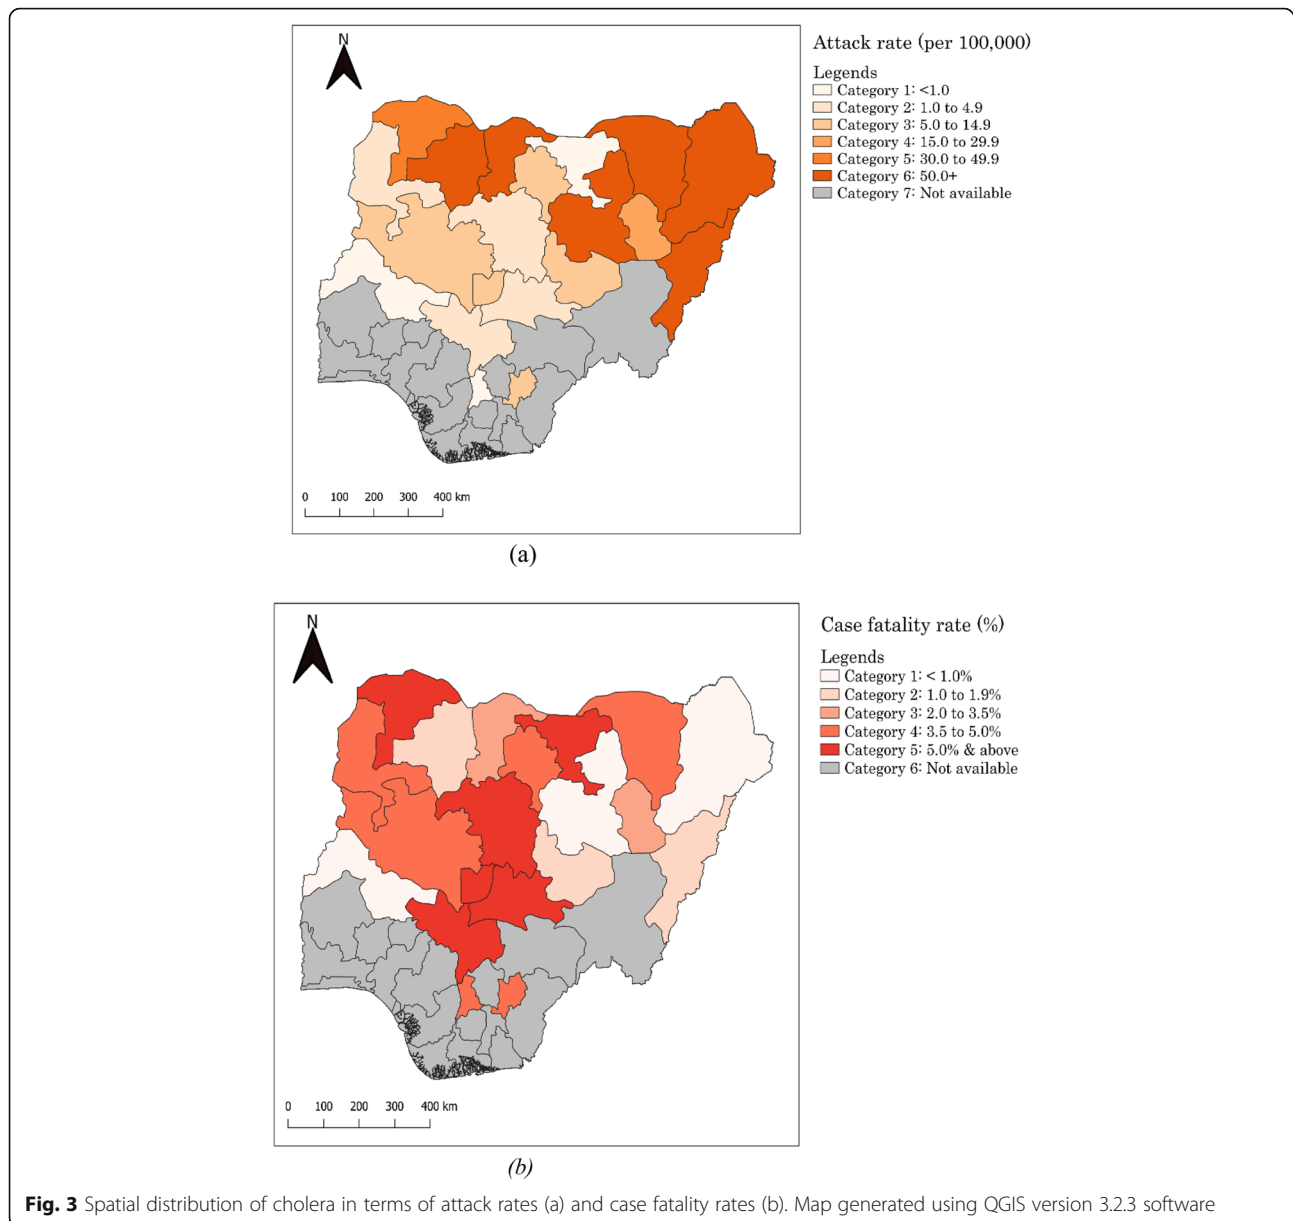 N
Attack rate (per 100,000)
Legends
Category 1: <1.0
Category 2: 1.0 to 4.9
Category 3: 5.0 to 14.9
Category 4: 15.0 to 29.9
Category 5: 30.0 to 49.9
Category 6: 50.0+
Category 7: Not available
0 100 200 300 400 km
(a)
N
Case fatality rate (%)
Legends
Category 1: < 1.0%
Category 2: 1.0 to 1.9%
Category 3: 2.0 to 3.5%
Category 4: 3.5 to 5.0%
Category 5: 5.0% & above
Category 6: Not available
0 100 200 300 400 km
(b)
Fig. 3 Spatial distribution of cholera in terms of attack rates (a) and case fatality rates (b). Map generated using QGIS version 3.2.3 software